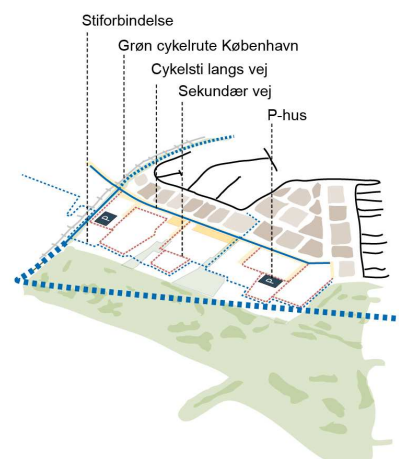 Stiforbindelse
Grøn cykelrute København
Cykelsti langs vej
Sekundær vej
P-hus
P
P